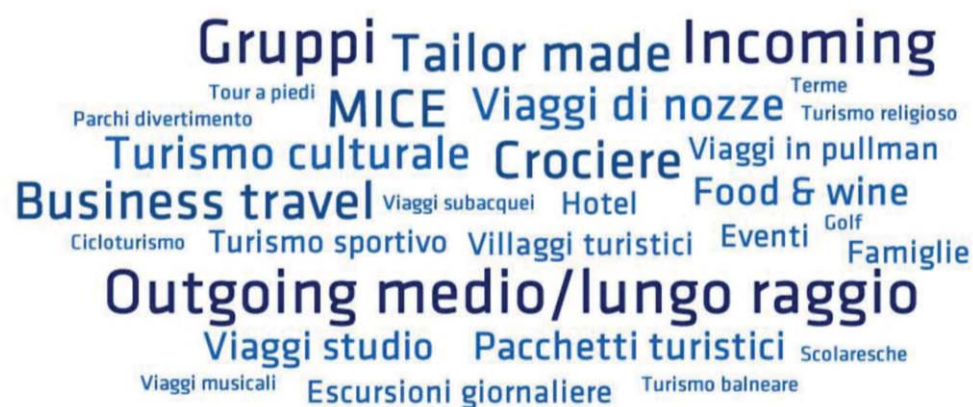 Gruppi Tailor made Incoming
Tour a piedi MICE Viaggi di nozze Terme
Parchi divertimento Turismo religioso
Turismo culturale Crociere Viaggi in pullman
Business travel Viaggi subacquei Hotel Food & wine
Cicloturismo Turismo sportivo Villaggi turistici Eventi Golf
Famiglie
Outgoing medio/lungo raggio
Viaggi studio Pacchetti turistici Scolaresche
Viaggi musicali Escursioni giornaliere Turismo balneare